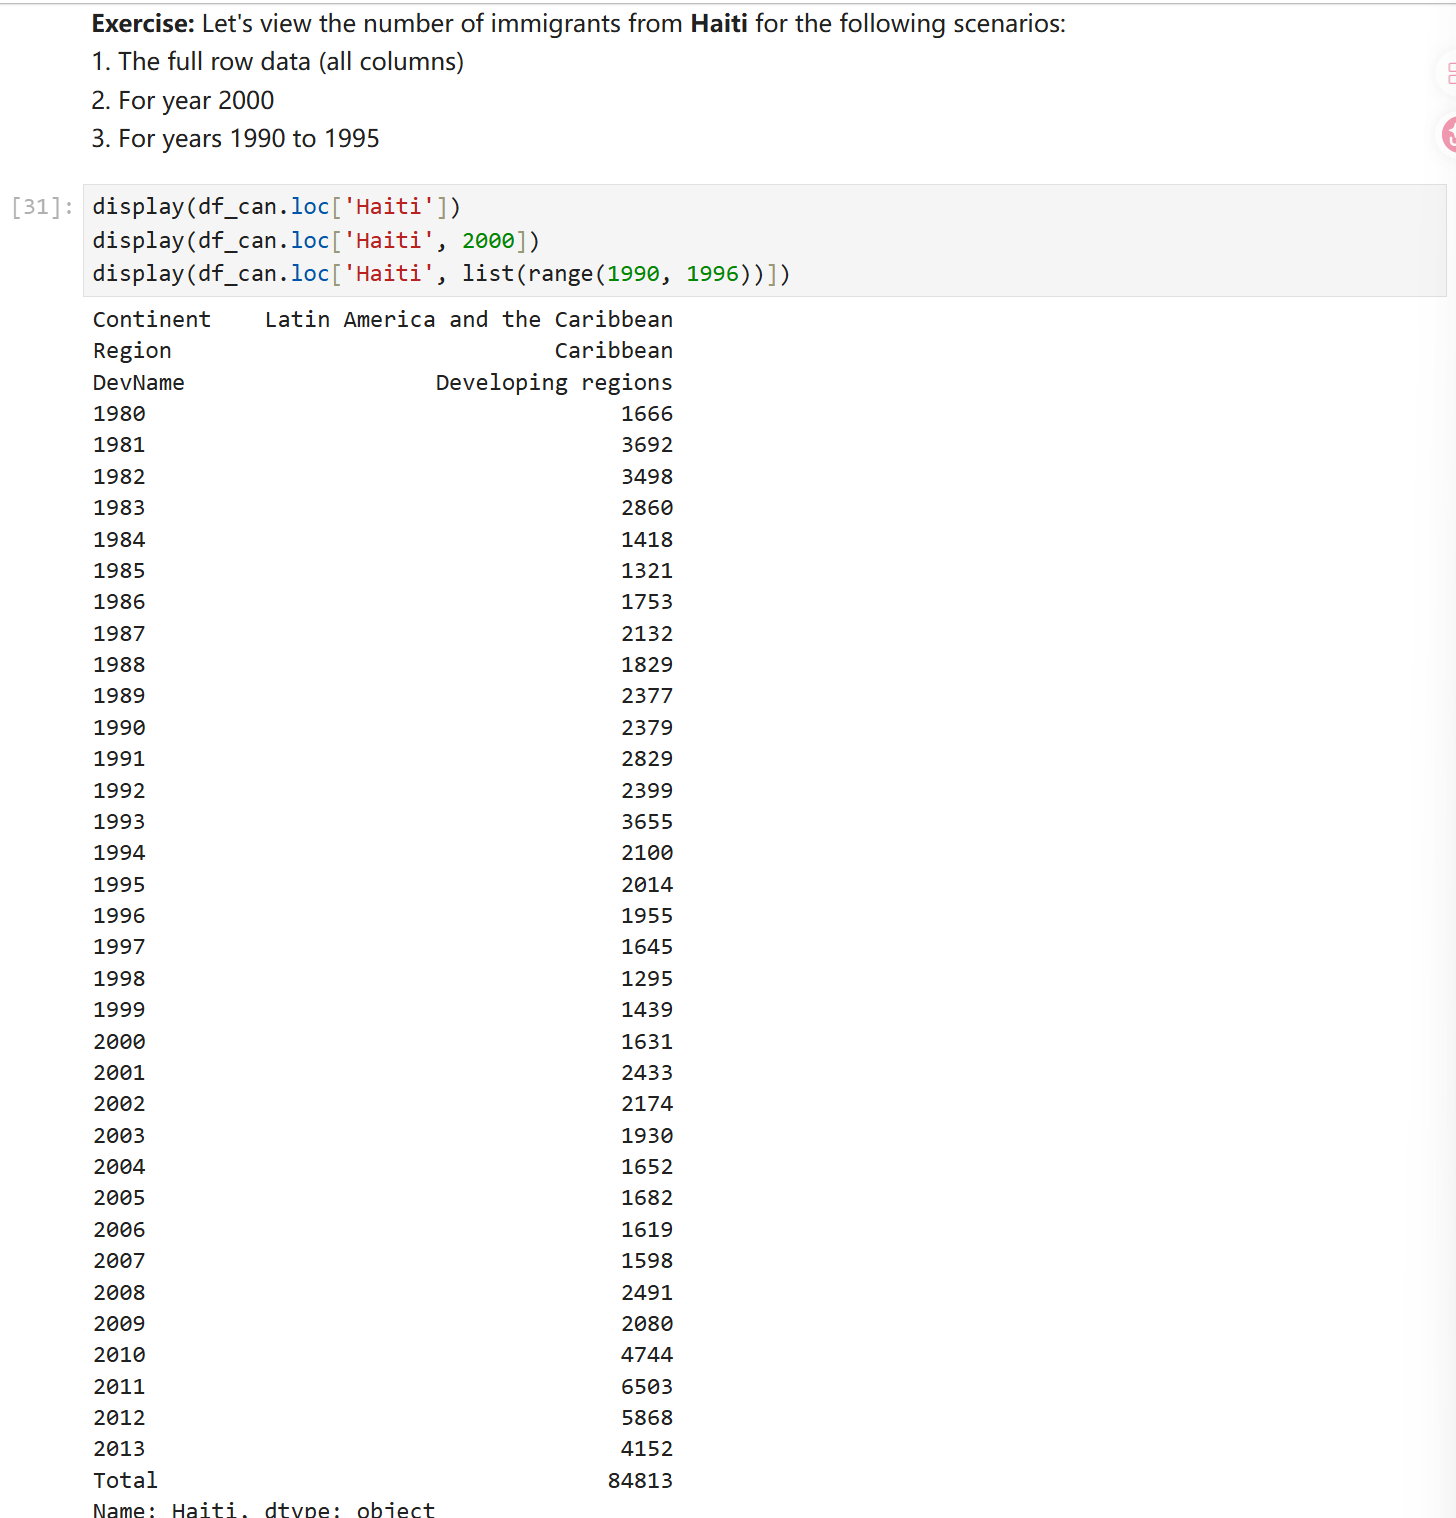 Exercise: Let's view the number of immigrants from Haiti for the following scenarios:
1. The full row data (all columns)
2. For year 2000
3. For years 1990 to 1995
[31]: display(df_can.loc['Haiti'])
display(df_can.loc['Haiti', 2000])
display(df_can.loc['Haiti', list(range(1990, 1996))])
Continent    Latin America and the Caribbean
Region                             Caribbean
DevName                   Developing regions
1980                                    1666
1981                                    3692
1982                                    3498
1983                                    2860
1984                                    1418
1985                                    1321
1986                                    1753
1987                                    2132
1988                                    1829
1989                                    2377
1990                                    2379
1991                                    2829
1992                                    2399
1993                                    3655
1994                                    2100
1995                                    2014
1996                                    1955
1997                                    1645
1998                                    1295
1999                                    1439
2000                                    1631
2001                                    2433
2002                                    2174
2003                                    1930
2004                                    1652
2005                                    1682
2006                                    1619
2007                                    1598
2008                                    2491
2009                                    2080
2010                                    4744
2011                                    6503
2012                                    5868
2013                                    4152
Total                                  84813
Name: Haiti, dtype: object